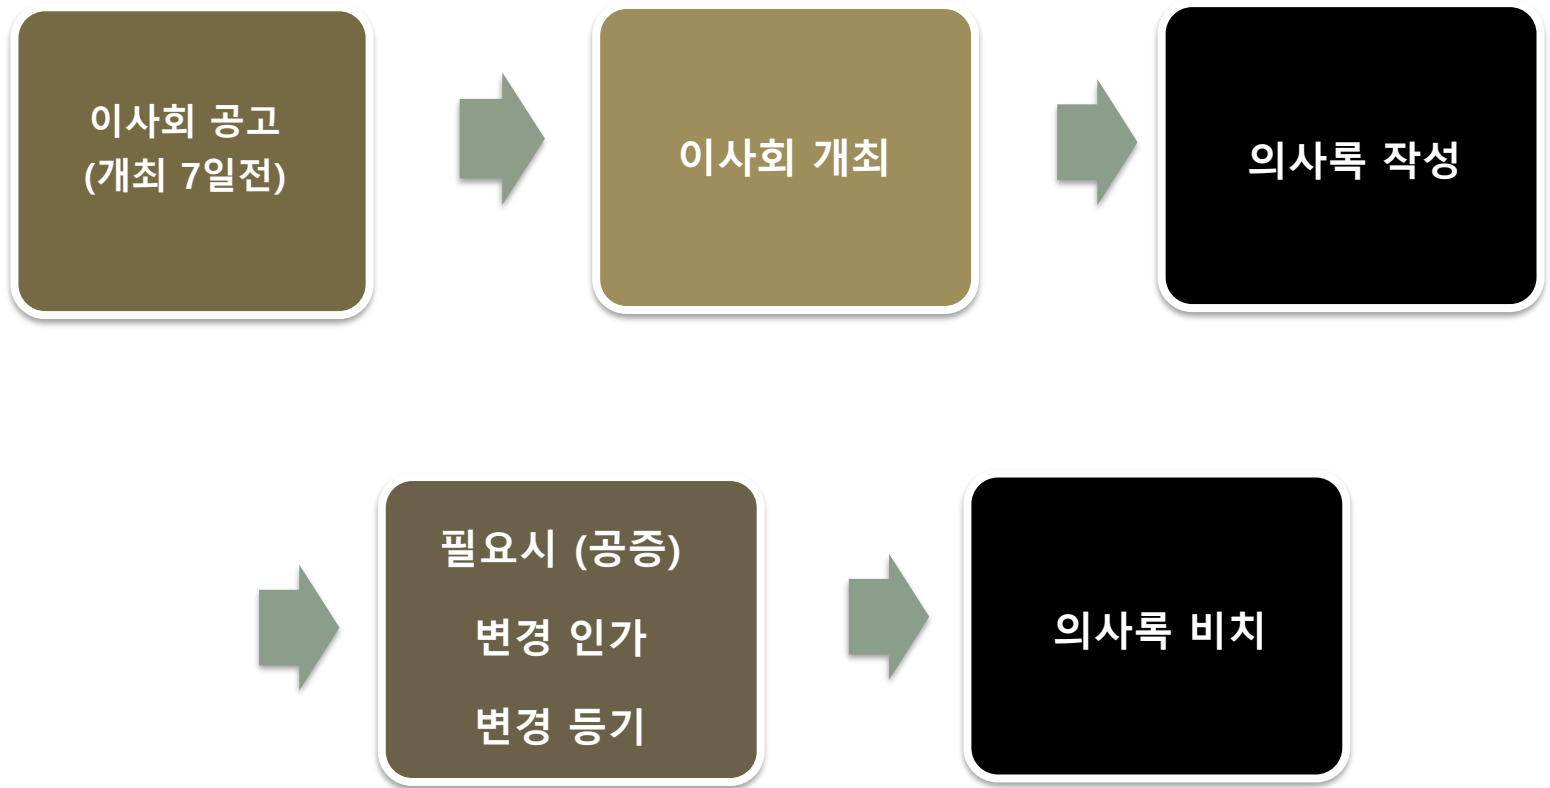 이사회 공고
(개최 7일전)
이사회 개최
의사록 작성
필요시 (공증)
변경 인가
변경 등기
의사록 비치